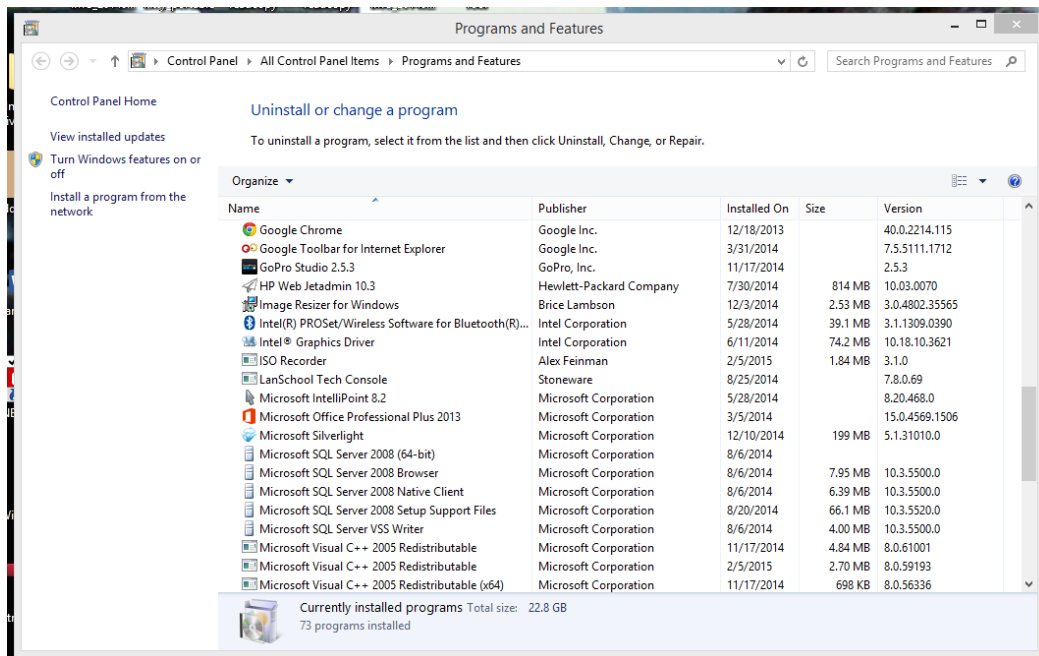 Programs and Features
Control Panel All Control Panel Items Programs and Features
Search Programs and Features
Control Panel Home
View installed updates
Turn Windows features on or
off
Install a program from the
network
Uninstall or change a program
To uninstall a program, select it from the list and then click Uninstall, Change, or Repair.
Organize
Name Publisher Installed On Size Version
Google Chrome Google Inc. 12/18/2013 40.0.2214.115
Google Toolbar for Internet Explorer Google Inc. 3/31/2014 7.5.5111.1712
GoPro Studio 2.5.3 GoPro, Inc. 11/17/2014 2.5.3
HP Web Jetadmin 10.3 Hewlett-Packard Company 7/30/2014 814 MB 10.03.0070
Image Resizer for Windows Brice Lambson 12/3/2014 2.53 MB 3.0.4802.35565
Intel(R) PROSet/Wireless Software for Bluetooth(R)... Intel Corporation 5/28/2014 39.1 MB 3.1.1309.0390
Intel® Graphics Driver Intel Corporation 6/11/2014 74.2 MB 10.18.10.3621
ISO Recorder Alex Feinman 2/5/2015 1.84 MB 3.1.0
LanSchool Tech Console Stoneware 8/25/2014 7.8.0.69
Microsoft IntelliPoint 8.2 Microsoft Corporation 5/28/2014 8.20.468.0
Microsoft Office Professional Plus 2013 Microsoft Corporation 3/5/2014 15.0.4569.1506
Microsoft Silverlight Microsoft Corporation 12/10/2014 199 MB 5.1.31010.0
Microsoft SQL Server 2008 (64-bit) Microsoft Corporation 8/6/2014
Microsoft SQL Server 2008 Browser Microsoft Corporation 8/6/2014 7.95 MB 10.3.5500.0
Microsoft SQL Server 2008 Native Client Microsoft Corporation 8/6/2014 6.39 MB 10.3.5500.0
Microsoft SQL Server 2008 Setup Support Files Microsoft Corporation 8/20/2014 66.1 MB 10.3.5520.0
Microsoft SQL Server VSS Writer Microsoft Corporation 8/6/2014 4.00 MB 10.3.5500.0
Microsoft Visual C++ 2005 Redistributable Microsoft Corporation 11/17/2014 4.84 MB 8.0.61001
Microsoft Visual C++ 2005 Redistributable Microsoft Corporation 2/5/2015 2.70 MB 8.0.59193
Microsoft Visual C++ 2005 Redistributable (x64) Microsoft Corporation 11/17/2014 698 KB 8.0.56336
Currently installed programs Total size: 22.8 GB
73 programs installed